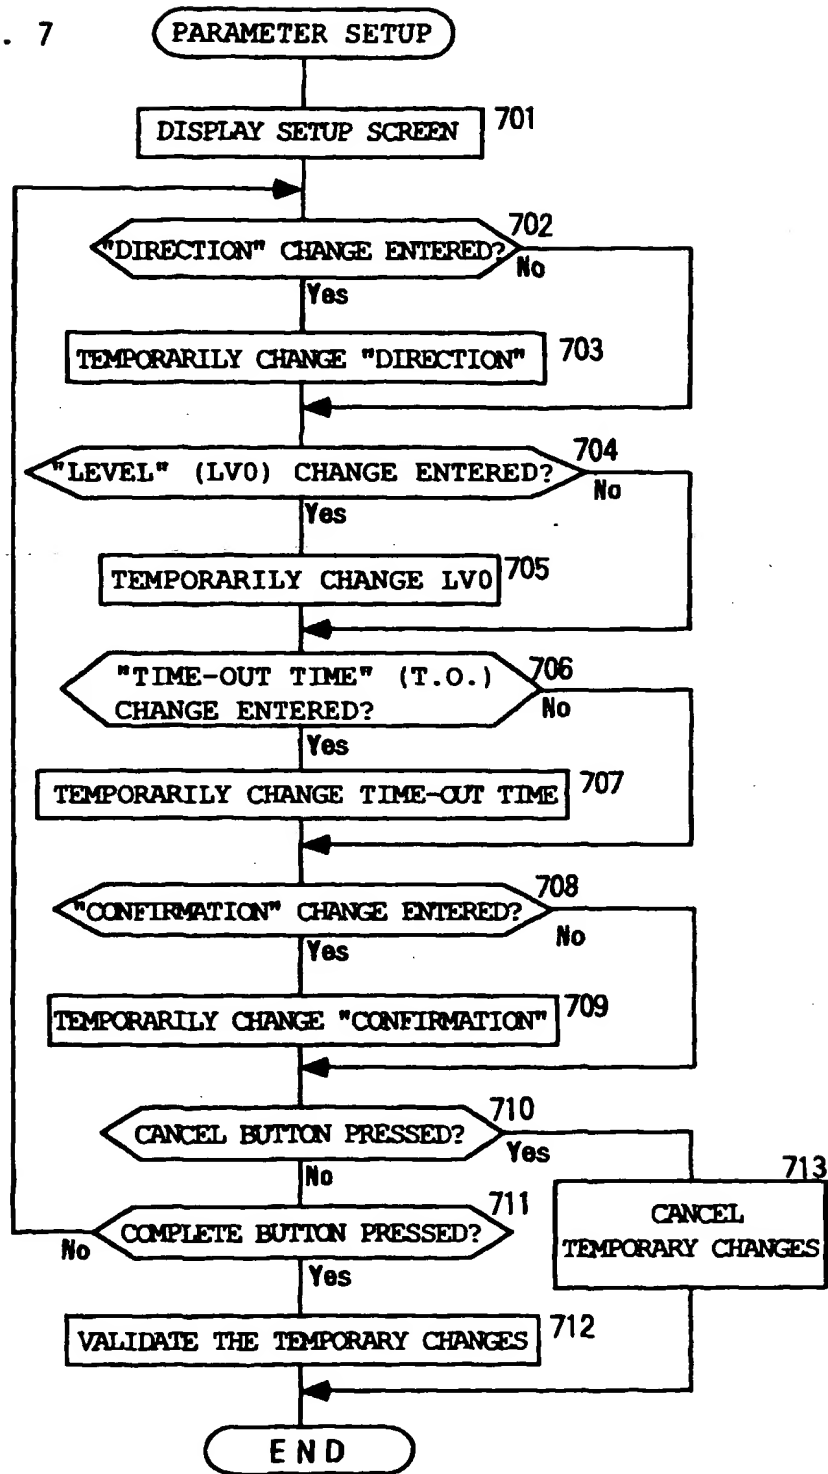 . 7
PARAMETER SETUP
DISPLAY SETUP SCREEN
701
702
"DIRECTION" CHANGE ENTERED?
No
Yes
TEMPORARILY CHANGE "DIRECTION"
703
704
"LEVEL" (LV0) CHANGE ENTERED?
No
Yes
TEMPORARILY CHANGE LV0
705
"TIME-OUT TIME" (T.O.)
706
CHANGE ENTERED?
No
Yes
TEMPORARILY CHANGE TIME-OUT TIME
707
708
"CONFIRMATION" CHANGE ENTERED?
No
Yes
TEMPORARILY CHANGE "CONFIRMATION"
709
710
CANCEL BUTTON PRESSED?
Yes
No
713
CANCEL
TEMPORARY CHANGES
711
COMPLETE BUTTON PRESSED?
No
Yes
VALIDATE THE TEMPORARY CHANGES
712
END